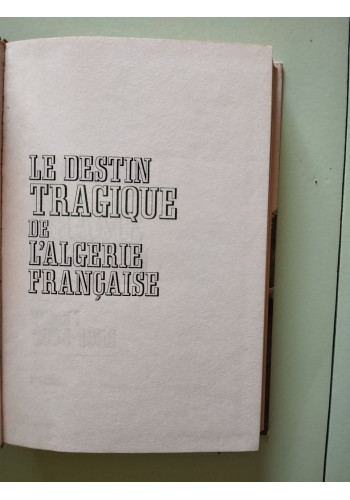 LE DESTIN
TRAGIQUE
DE
L'ALGERIE
FRANÇAISE